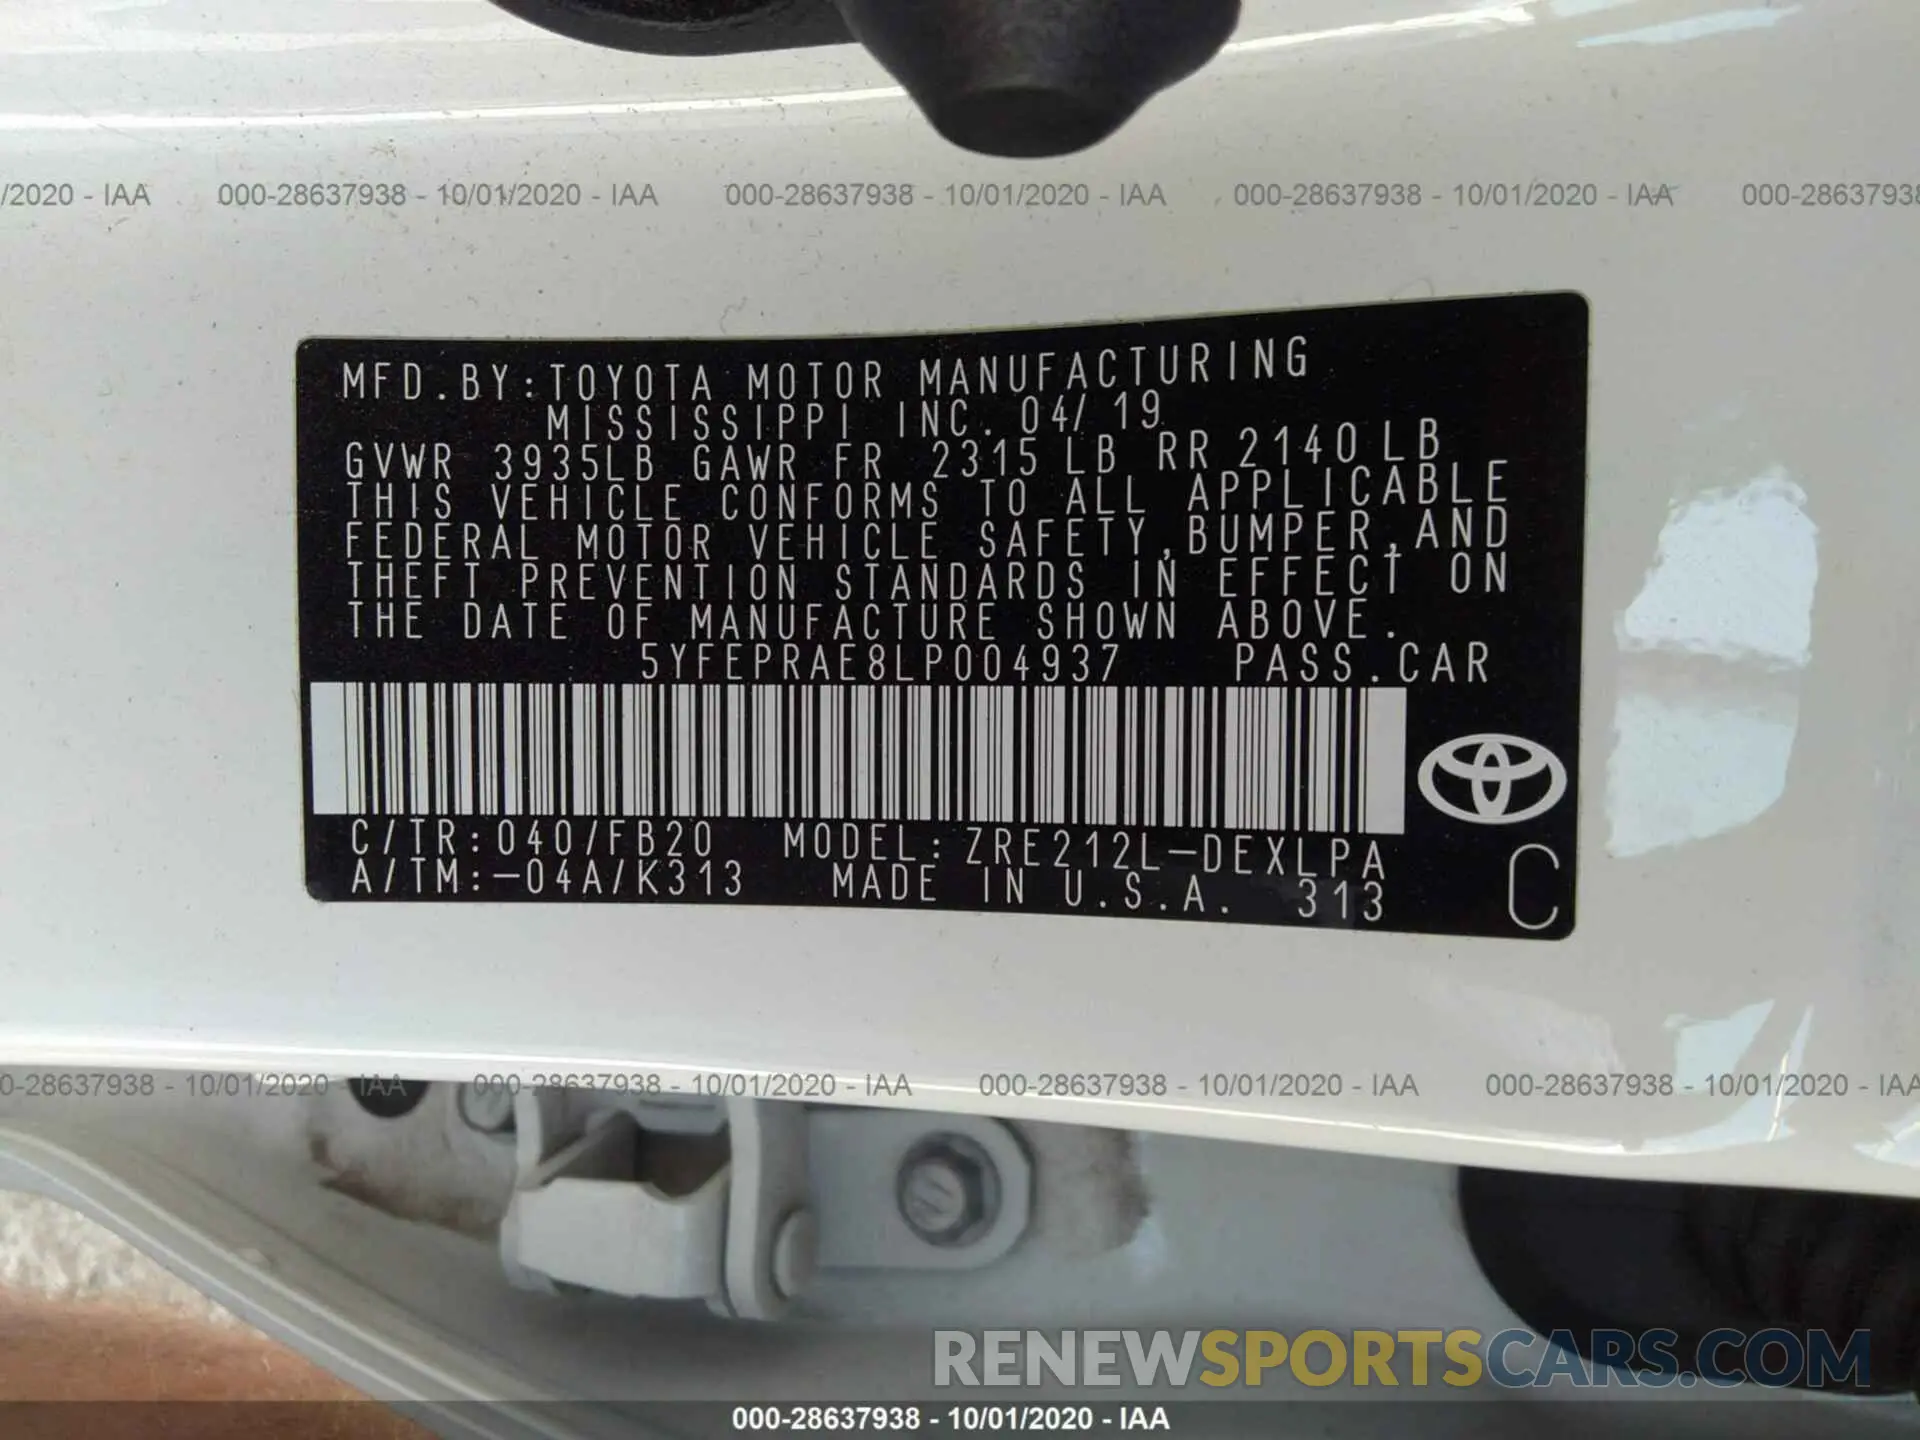 /2020 - IAA 000-28637938 - 10/01/2020 - IAA 000-28637938 - 10/01/2020 - IAA 000-28637938 - 10/01/2020 - IAA 000-28637938
MFD.BY:TOYOTA MOTOR MANUFACTURING
MISSISSIPPI INC. 04/19
GVWR 3935LB GAWR FR 2315LB RR 2140LB
THIS VEHICLE CONFORMS TO ALL APPLICABLE
FEDERAL MOTOR VEHICLE SAFETY,BUMPER,AND
THEFT PREVENTION STANDARDS IN EFFECT ON
THE DATE OF MANUFACTURE SHOWN ABOVE.
5YFEPRAE8LP004937 PASS.CAR
C/TR:040/FB20 MODEL:ZRE212L-DEXLPA
A/TM:-04A/K313 MADE IN U.S.A. 313
C
0-28637938 - 10/01/2020 - IAA 000-28637938 - 10/01/2020 - IAA 000-28637938 - 10/01/2020 - IAA 000-28637938 - 10/01/2020 - IAA
RENEWSPORTSCARS.COM
000-28637938 - 10/01/2020 - IAA